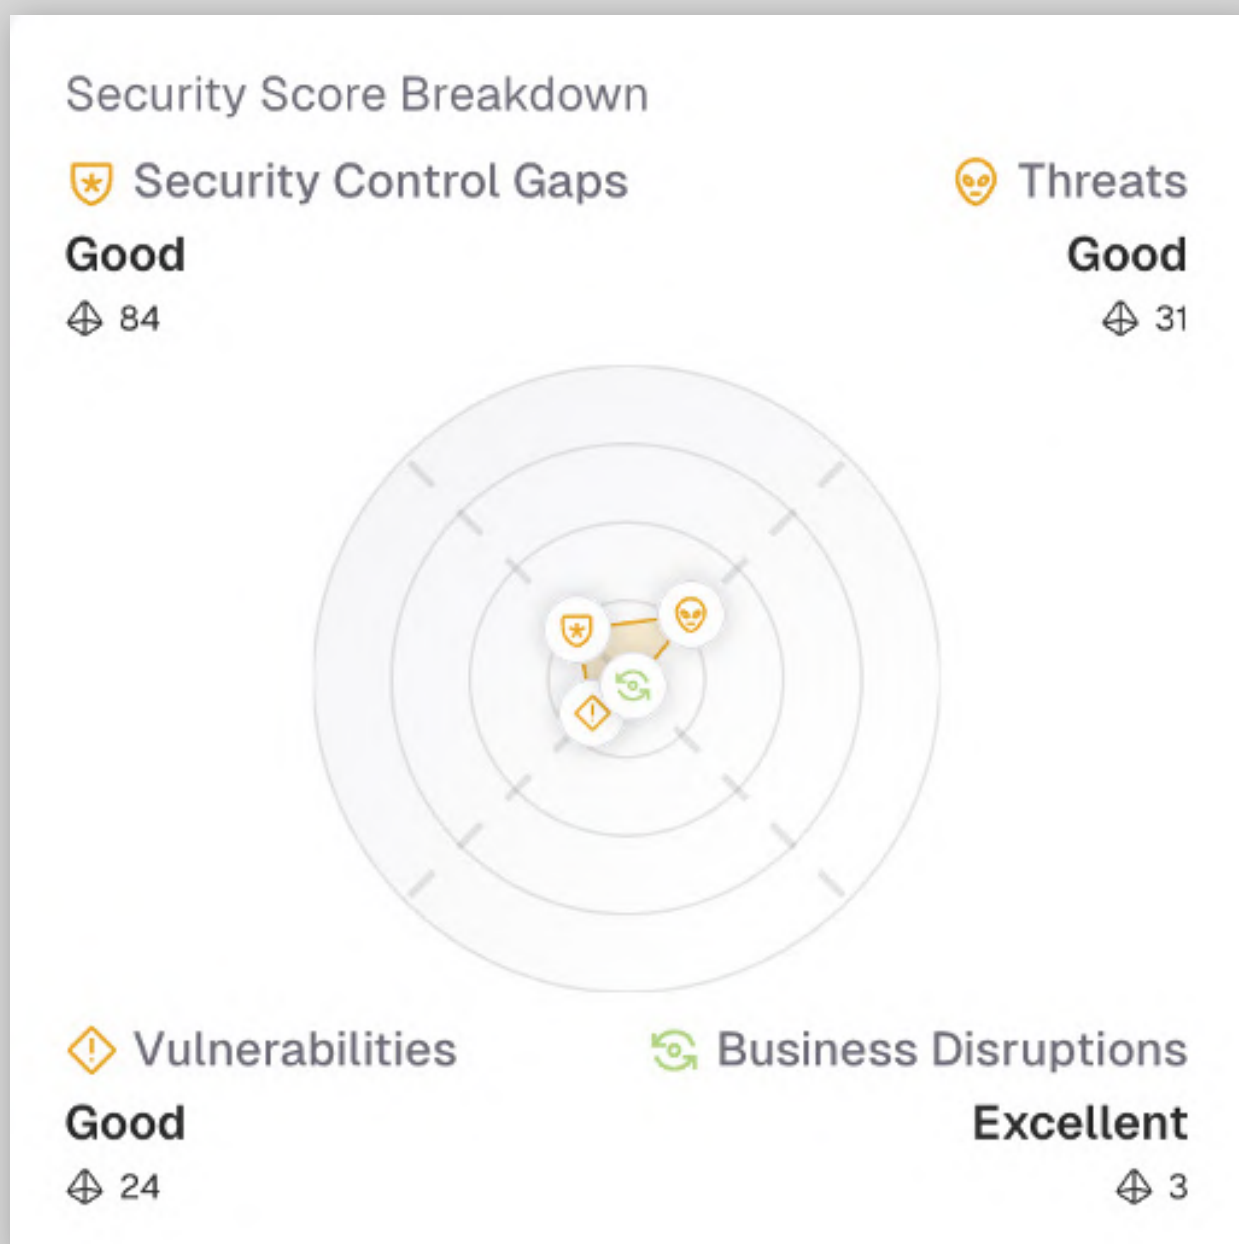 Security Score Breakdown
Security Control Gaps
Good
84
Threats
Good
31
Vulnerabilities
Good
24
Business Disruptions
Excellent
3